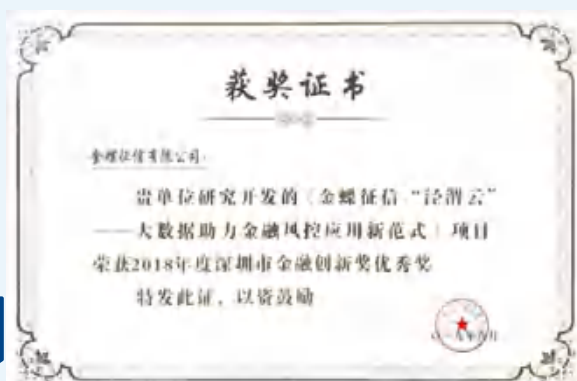 获奖证书
金螺征信有限公司:
贵单位研究开发的《金螺征信“泾渭云”
——大数据助力金融风控应用新范式》项目
荣获2018年度深圳市金融创新奖优秀奖
特发此证，以资鼓励